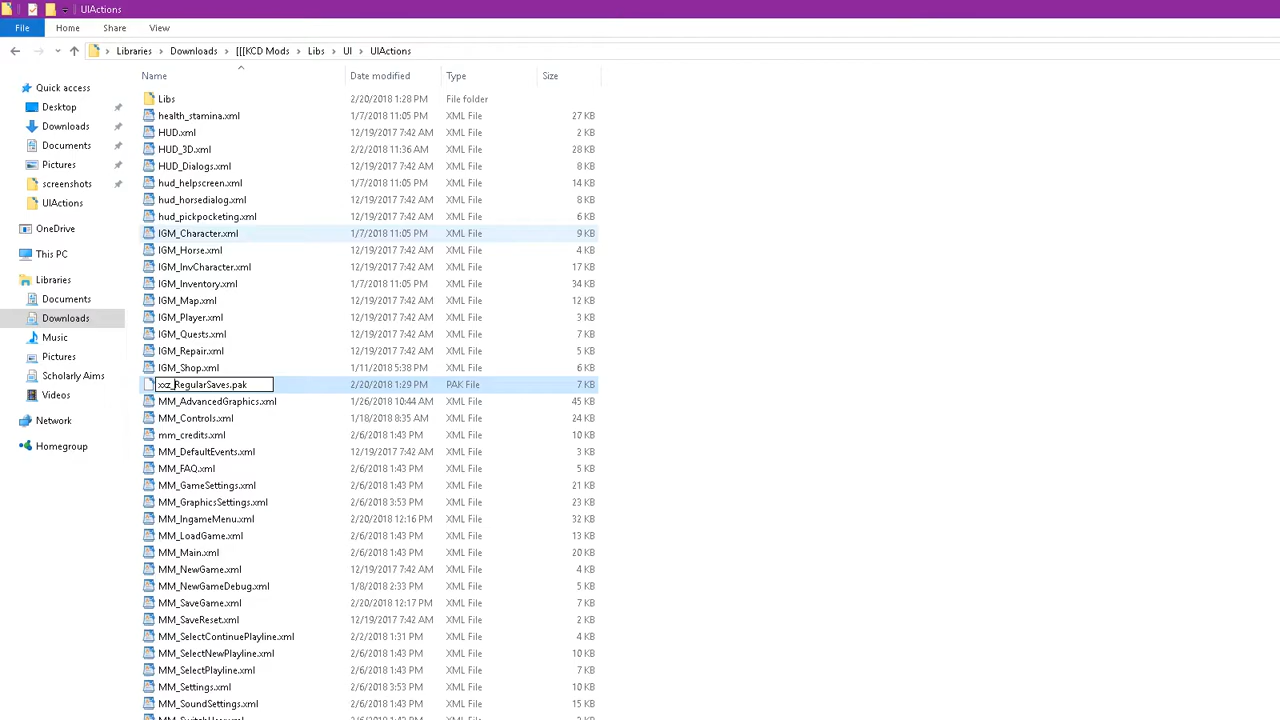 UIActions
File Home Share View
Libraries > Downloads > [[[KCD Mods > Libs > UI > UIActions
Name Date modified Type Size
Quick access
Desktop
Downloads
Documents
Pictures
screenshots
UIActions
OneDrive
This PC
Libraries
Documents
Downloads
Music
Pictures
Scholarly Aims
Videos
Network
Homegroup
Libs 2/20/2018 1:28 PM File folder
health_stamina.xml 1/7/2018 11:05 PM XML File 27 KB
HUD.xml 12/19/2017 7:42 AM XML File 2 KB
HUD_3D.xml 2/2/2018 11:36 AM XML File 28 KB
HUD_Dialogs.xml 12/19/2017 7:42 AM XML File 8 KB
hud_helpscreen.xml 1/7/2018 11:05 PM XML File 14 KB
hud_horsedialog.xml 12/19/2017 7:42 AM XML File 8 KB
hud_pickpocketing.xml 12/19/2017 7:42 AM XML File 6 KB
IGM_Character.xml 1/7/2018 11:05 PM XML File 9 KB
IGM_Horse.xml 12/19/2017 7:42 AM XML File 4 KB
IGM_InvCharacter.xml 12/19/2017 7:42 AM XML File 17 KB
IGM_Inventory.xml 1/7/2018 11:05 PM XML File 34 KB
IGM_Map.xml 12/19/2017 7:42 AM XML File 12 KB
IGM_Player.xml 12/19/2017 7:42 AM XML File 3 KB
IGM_Quests.xml 12/19/2017 7:42 AM XML File 7 KB
IGM_Repair.xml 12/19/2017 7:42 AM XML File 5 KB
IGM_Shop.xml 1/11/2018 5:38 PM XML File 6 KB
xxz_RegularSaves.pak 2/20/2018 1:29 PM PAK File 7 KB
MM_AdvancedGraphics.xml 1/26/2018 10:44 AM XML File 45 KB
MM_Controls.xml 1/18/2018 8:35 AM XML File 24 KB
mm_credits.xml 2/6/2018 1:43 PM XML File 10 KB
MM_DefaultEvents.xml 12/19/2017 7:42 AM XML File 3 KB
MM_FAQ.xml 2/6/2018 1:43 PM XML File 5 KB
MM_GameSettings.xml 2/6/2018 1:43 PM XML File 21 KB
MM_GraphicsSettings.xml 2/6/2018 3:53 PM XML File 23 KB
MM_IngameMenu.xml 2/20/2018 12:16 PM XML File 32 KB
MM_LoadGame.xml 2/6/2018 1:43 PM XML File 13 KB
MM_Main.xml 2/6/2018 1:43 PM XML File 20 KB
MM_NewGame.xml 12/19/2017 7:42 AM XML File 4 KB
MM_NewGameDebug.xml 1/8/2018 2:33 PM XML File 5 KB
MM_SaveGame.xml 2/20/2018 12:17 PM XML File 7 KB
MM_SaveReset.xml 12/19/2017 7:42 AM XML File 2 KB
MM_SelectContinuePlayline.xml 2/2/2018 1:31 PM XML File 4 KB
MM_SelectNewPlayline.xml 2/6/2018 1:43 PM XML File 10 KB
MM_SelectPlayline.xml 2/6/2018 1:43 PM XML File 7 KB
MM_Settings.xml 2/6/2018 3:53 PM XML File 10 KB
MM_SoundSettings.xml 2/6/2018 1:43 PM XML File 15 KB